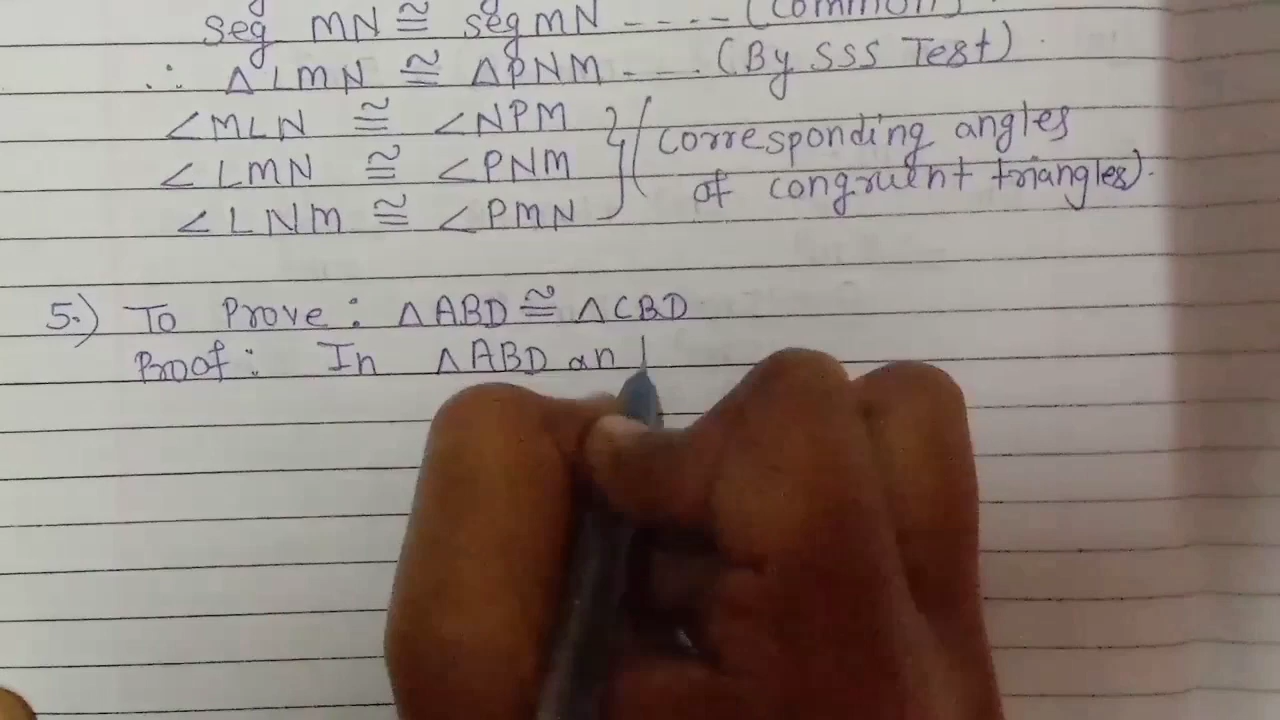 seg MN ≅ seg MN ---- (Common)
∴ △LMN ≅ △PNM --- (By SSS Test).
∠MLN ≅ ∠NPM } (corresponding angles
∠LMN ≅ ∠PNM of congruent triangles).
∠LNM ≅ ∠PMN
5.) To Prove : △ABD ≅ △CBD
Proof : In △ABD an